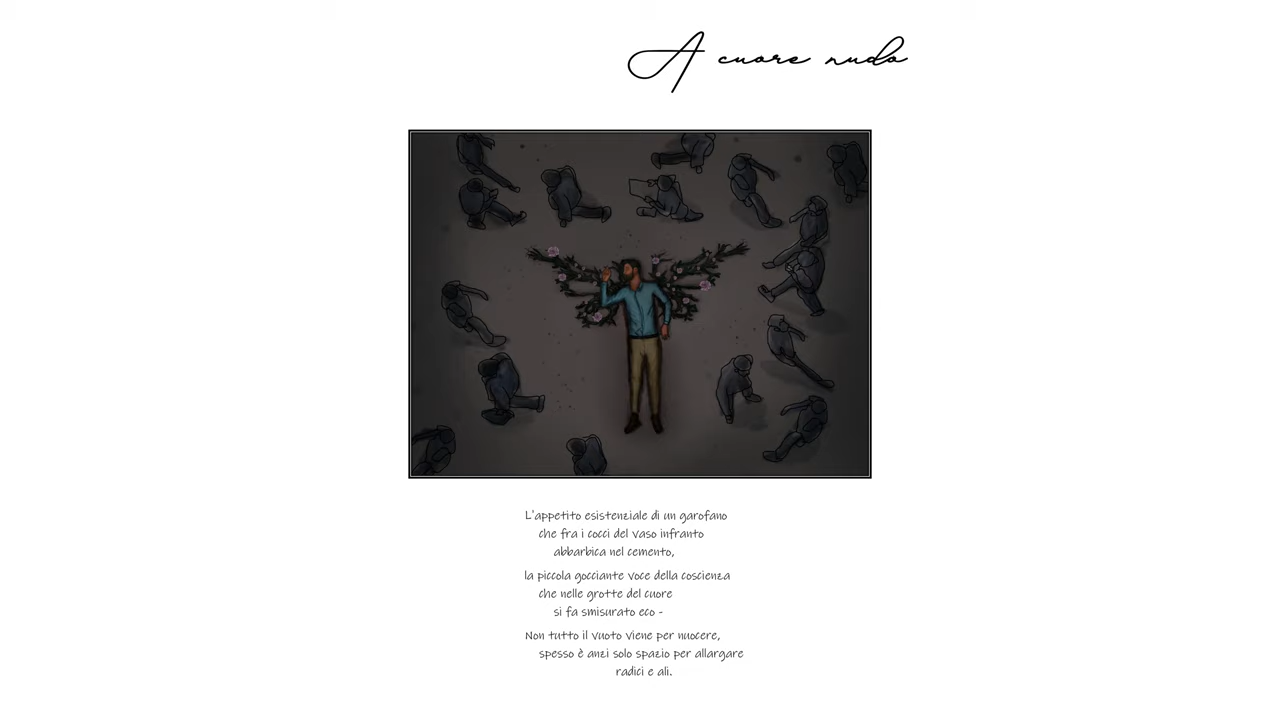 A cuore nudo
L'appetito esistenziale di un garofano
che fra i cocci del vaso infranto
abbarbica nel cemento,
la piccola gocciante voce della coscienza
che nelle grotte del cuore
si fa smisurato eco -
Non tutto il vuoto viene per nuocere,
spesso è anzi solo spazio per allargare
radici e ali.